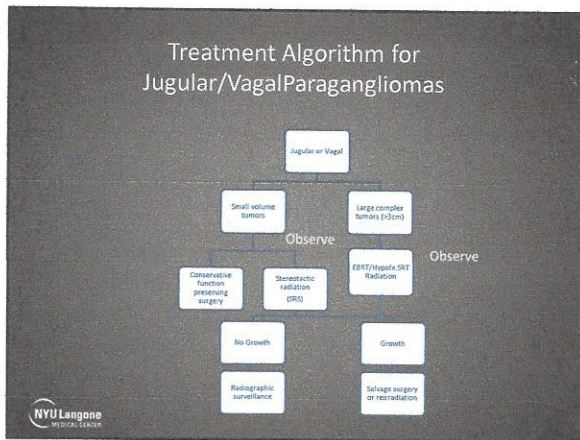 Treatment Algorithm for
Jugular/VagalParagangliomas
Jugular or Vagal
Small volume
tumors
Large complex
tumors (>3cm)
Observe
Observe
Conservative
function
preserving
surgery
Stereotactic
radiation
(SRS)
EBRT/Hypofx.SRT
Radiation
No Growth
Growth
Radiographic
surveillance
Salvage surgery
or resrradiation
NYU Langone
MEDICAL CENTER